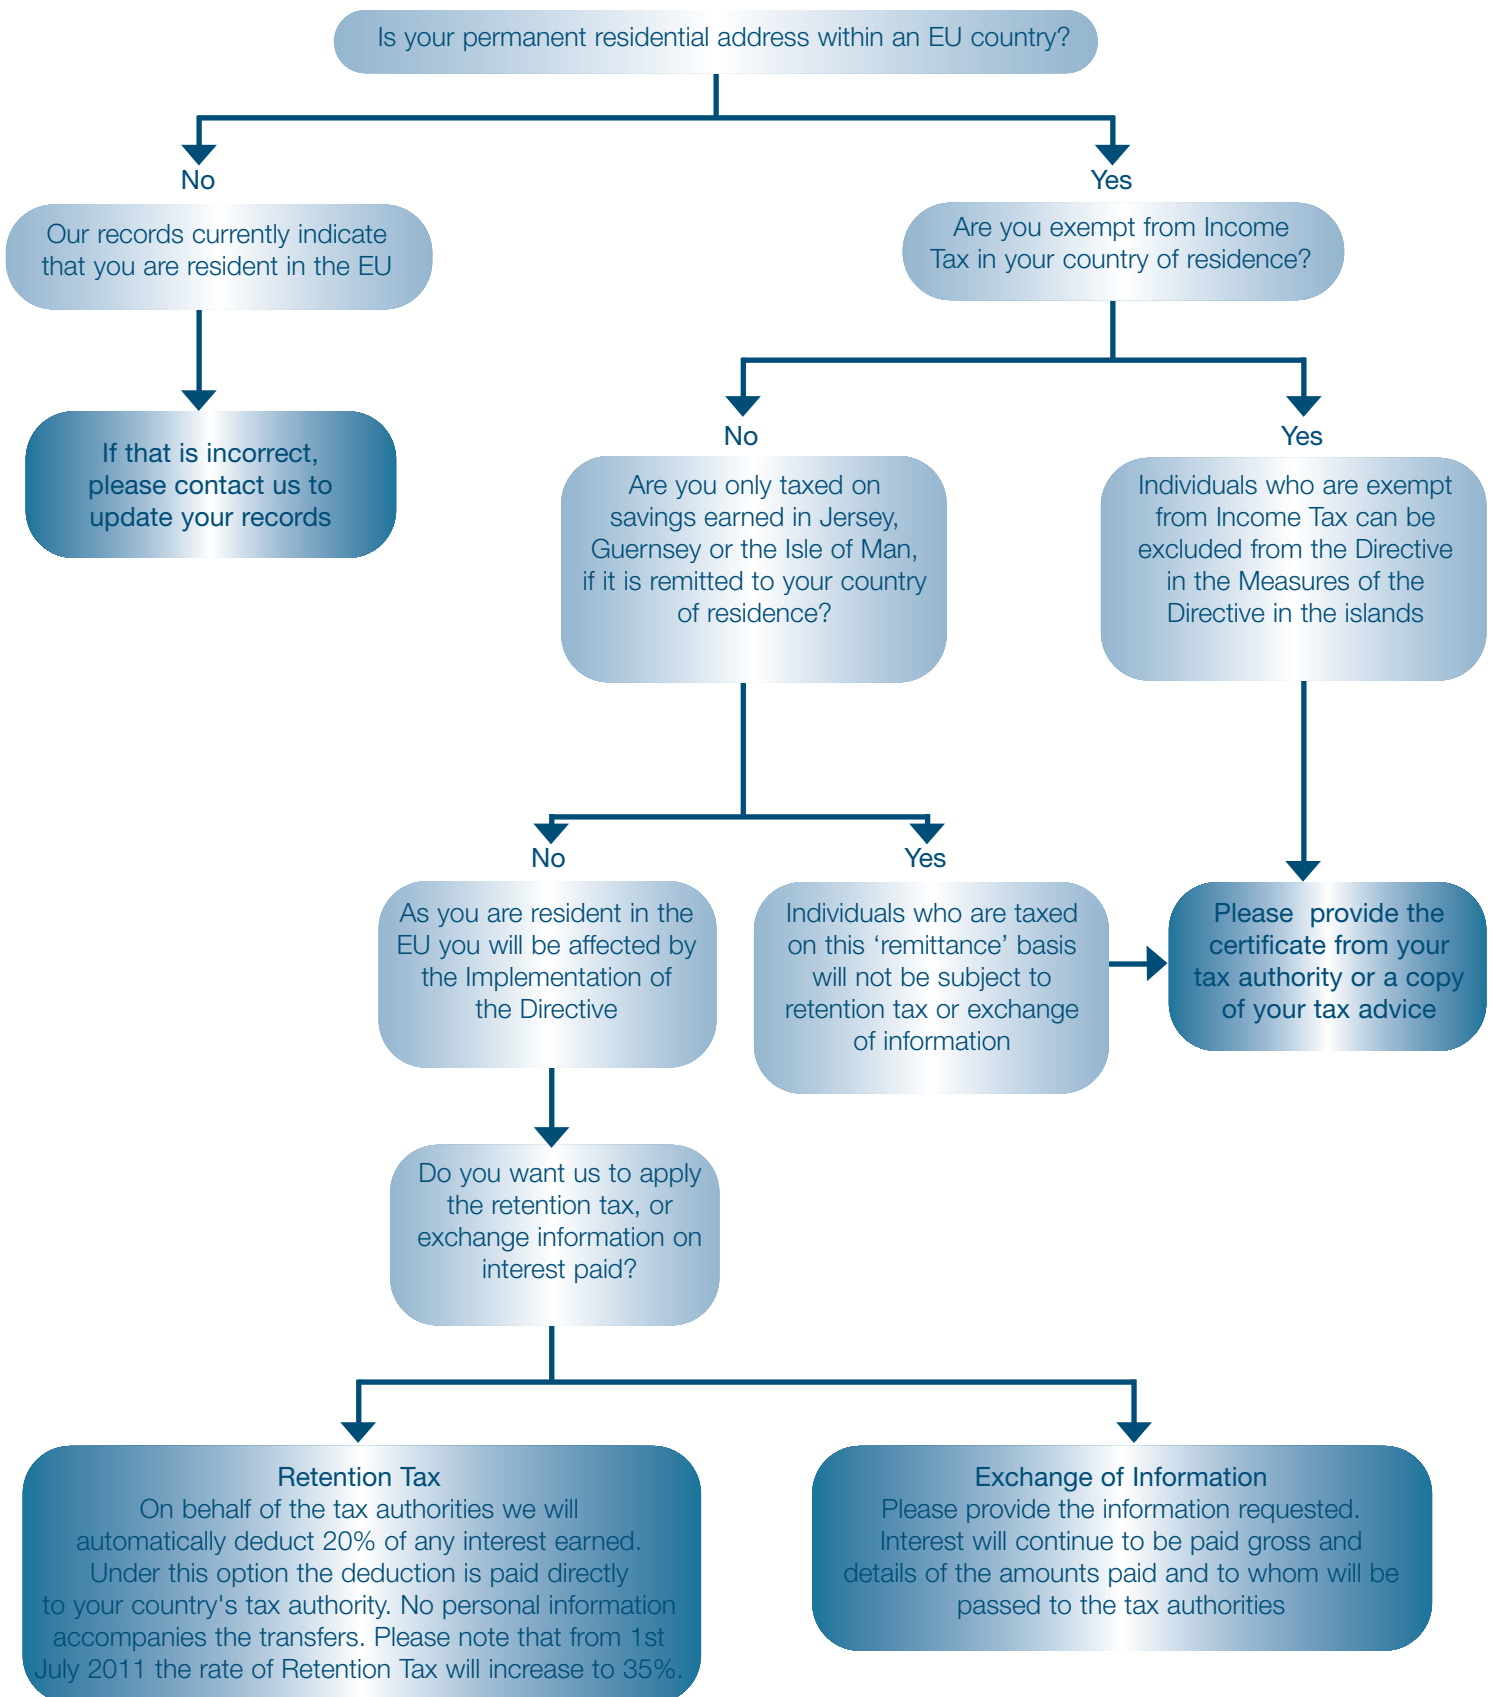 Is your permanent residential address within an EU country?
No
Yes
Our records currently indicate
that you are resident in the EU
Are you exempt from Income
Tax in your country of residence?
If that is incorrect,
please contact us to
update your records
No
Yes
Are you only taxed on
savings earned in Jersey,
Guernsey or the Isle of Man,
if it is remitted to your country
of residence?
Individuals who are exempt
from Income Tax can be
excluded from the Directive
in the Measures of the
Directive in the islands
No
Yes
As you are resident in the
EU you will be affected by
the Implementation of
the Directive
Individuals who are taxed
on this ‘remittance’ basis
will not be subject to
retention tax or exchange
of information
Please provide the
certificate from your
tax authority or a copy
of your tax advice
Do you want us to apply
the retention tax, or
exchange information on
interest paid?
Retention Tax
On behalf of the tax authorities we will
automatically deduct 20% of any interest earned.
Under this option the deduction is paid directly
to your country's tax authority. No personal information
accompanies the transfers. Please note that from 1st
July 2011 the rate of Retention Tax will increase to 35%.
Exchange of Information
Please provide the information requested.
Interest will continue to be paid gross and
details of the amounts paid and to whom will be
passed to the tax authorities